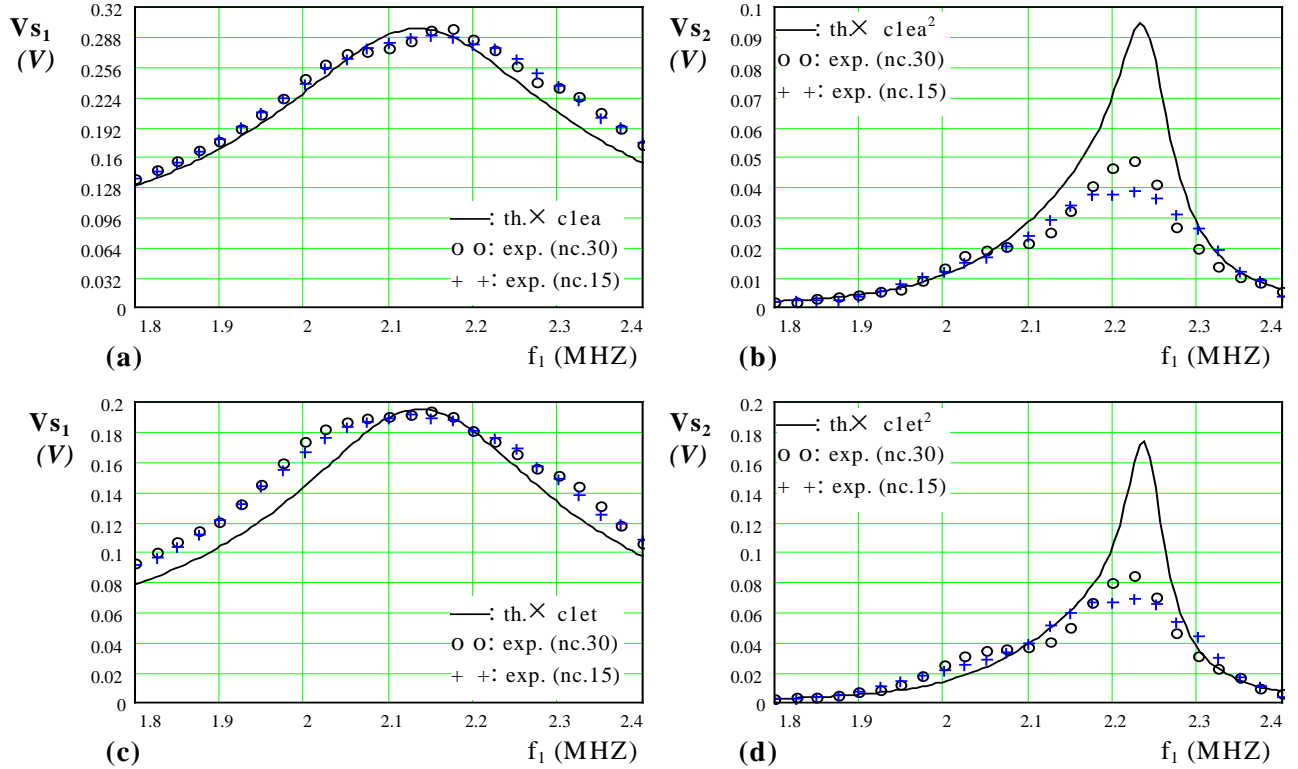 Vs₁
(V)
0.32
0.288
0.256
0.224
0.192
0.16
0.128
0.096
0.064
0.032
0
: th.× c1ea
o o: exp. (nc.30)
+ +: exp. (nc.15)
1.8 1.9 2 2.1 2.2 2.3 2.4
(a) f₁ (MHZ)
Vs₂
(V)
0.1
0.09
0.08
0.07
0.06
0.05
0.04
0.03
0.02
0.01
0
: th× c1ea²
o o: exp. (nc.30)
+ +: exp. (nc.15)
1.8 1.9 2 2.1 2.2 2.3 2.4
(b) f₁ (MHZ)
Vs₁
(V)
0.2
0.18
0.16
0.14
0.12
0.1
0.08
0.06
0.04
0.02
0
: th.× c1et
o o: exp. (nc.30)
+ +: exp. (nc.15)
1.8 1.9 2 2.1 2.2 2.3 2.4
(c) f₁ (MHZ)
Vs₂
(V)
0.2
0.18
0.16
0.14
0.12
0.1
0.08
0.06
0.04
0.02
0
: th× c1et²
o o: exp. (nc.30)
+ +: exp. (nc.15)
1.8 1.9 2 2.1 2.2 2.3 2.4
(d) f₁ (MHZ)